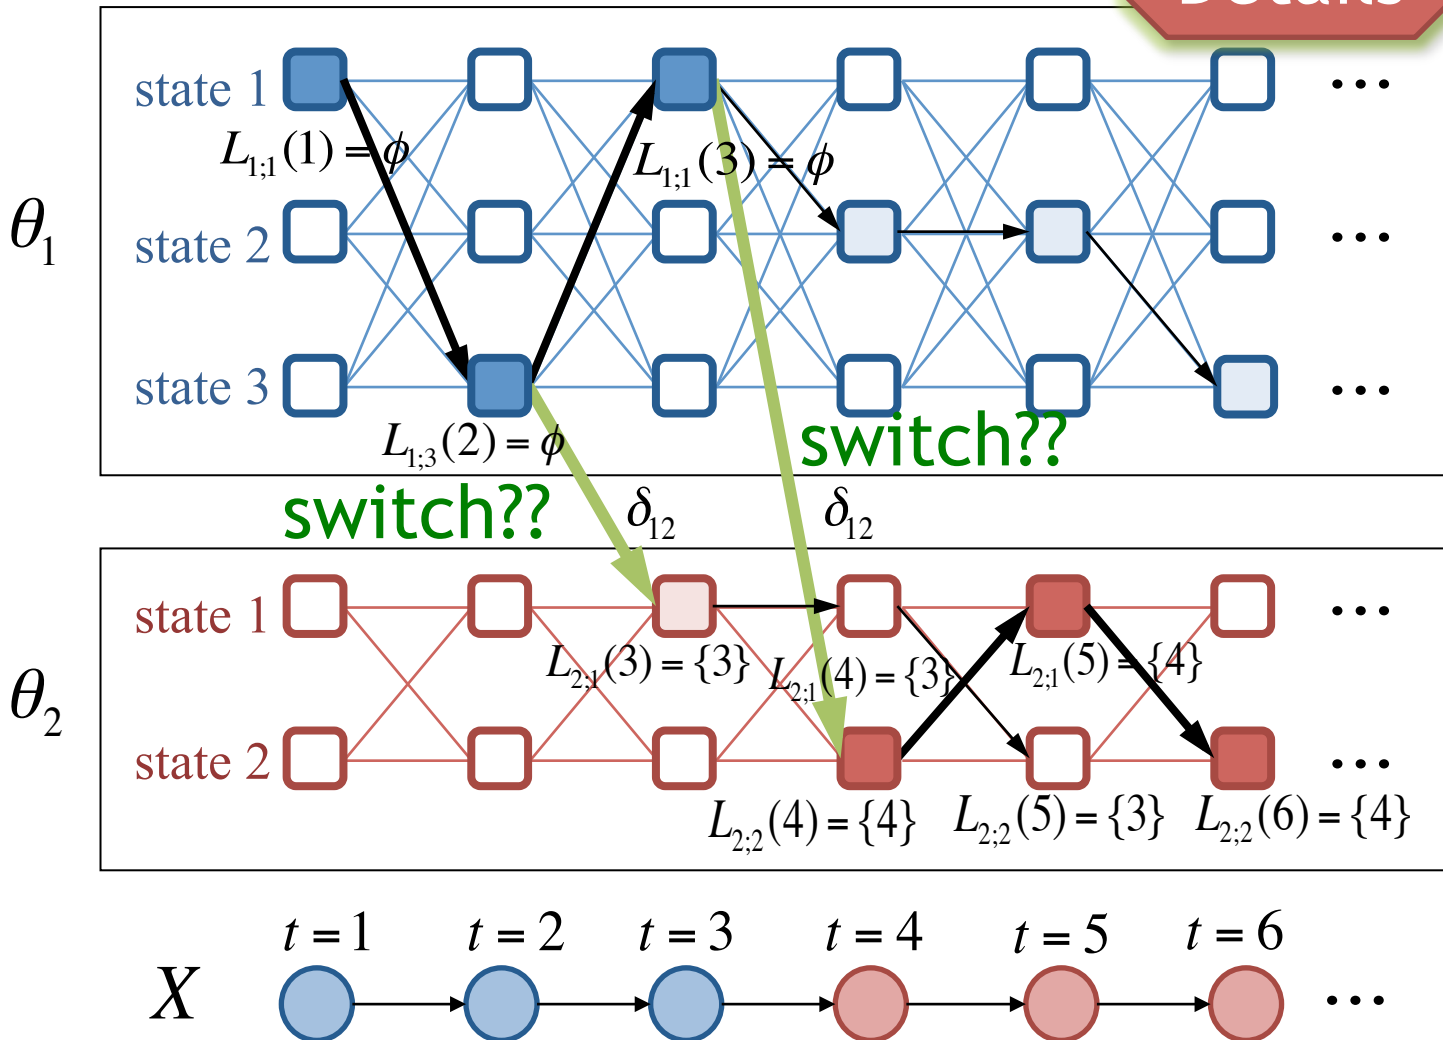 Details
state 1
L1;1(1) = ϕ
L1;1(3) = ϕ
θ1
state 2
state 3
L1;3(2) = ϕ
switch??
switch??
δ12
δ12
state 1
L2;1(3) = {3}
L2;1(4) = {3}
L2;1(5) = {4}
θ2
state 2
L2;2(4) = {4}
L2;2(5) = {3}
L2;2(6) = {4}
t = 1 t = 2 t = 3 t = 4 t = 5 t = 6
X ...